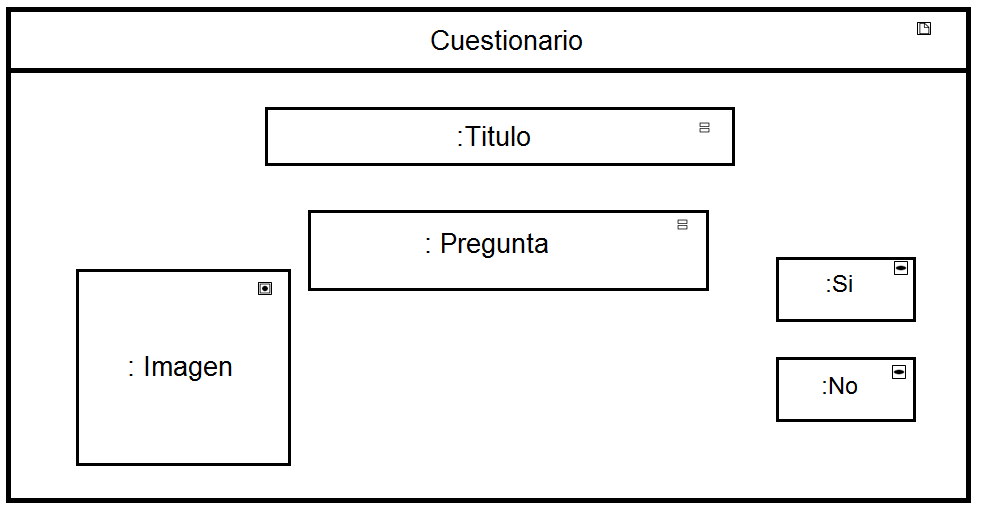 Cuestionario
:Titulo
: Pregunta
:Si
: Imagen
:No